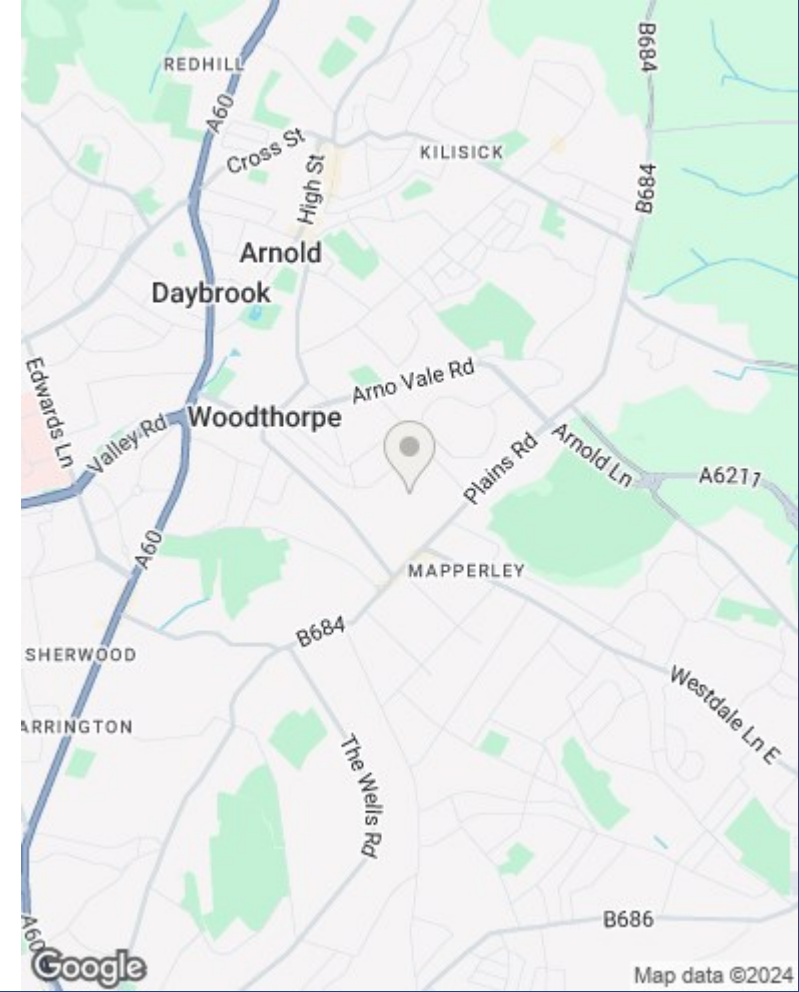 B684
REDHILL
A60
Cross St
KILISICK
High St
B684
Arnold
Daybrook
Edwards Ln
Arno Vale Rd
Woodthorpe
Valley Rd
Plains Rd
Arnold Ln
A6211
A60
MAPPERLEY
B684
SHERWOOD
Westdale Ln E
ARRINGTON
The Wells Rd
B686
A60
Google
Map data ©2024